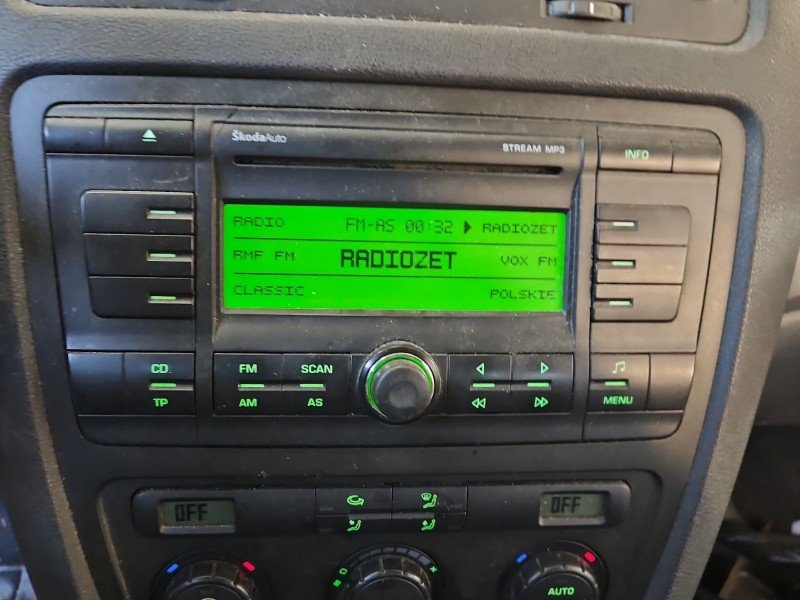 ŠkodaAuto
STREAM MP3
INFO
RADIO FM-AS 00:32 RADIOZET
RMF FM RADIOZET VOX FM
CLASSIC POLSKIE
CD. FM SCAN
TP AM AS MENU
OFF OFF
AUTO